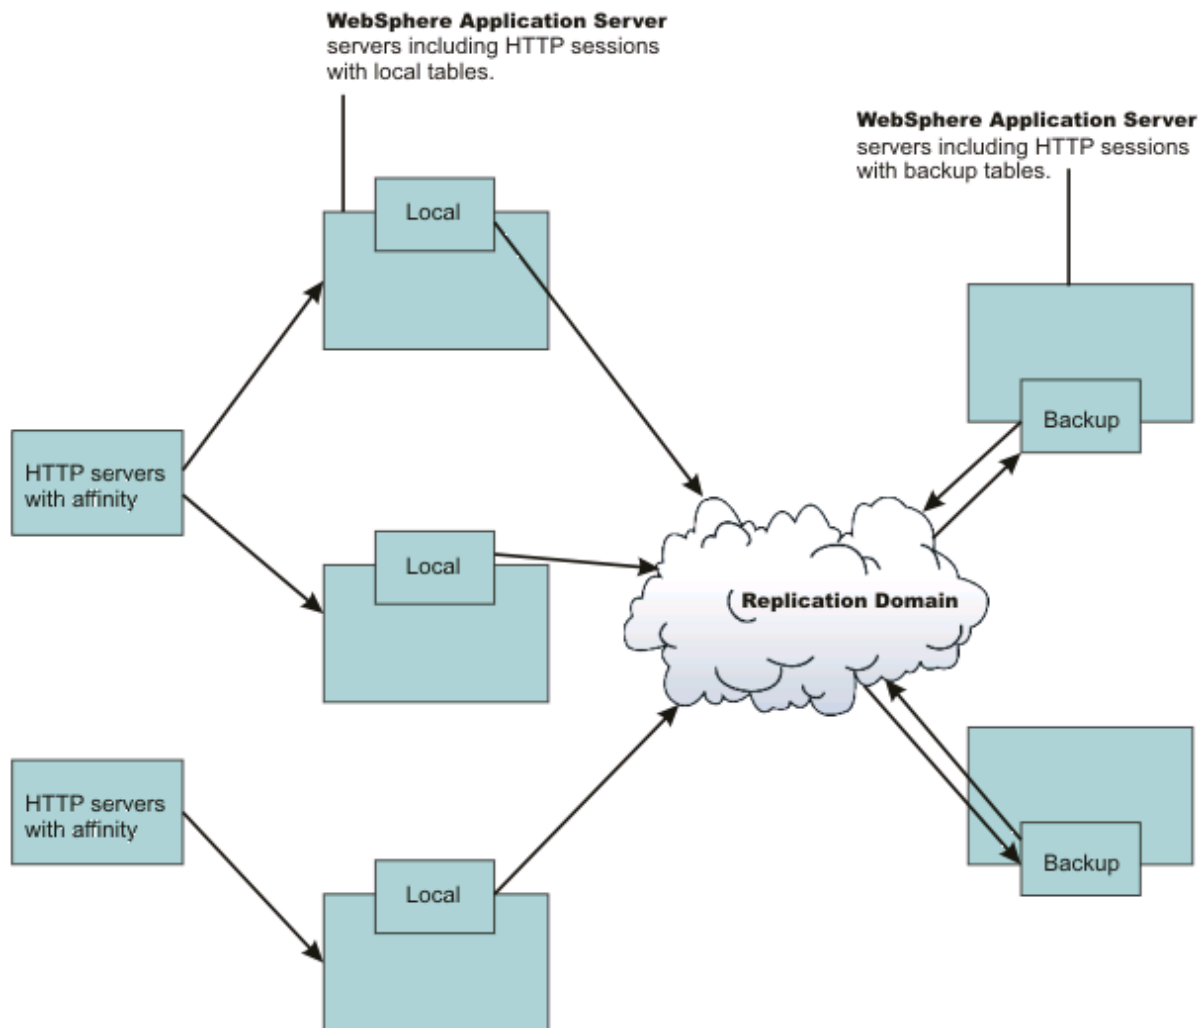 WebSphere Application Server
servers including HTTP sessions
with local tables.
WebSphere Application Server
servers including HTTP sessions
with backup tables.
Local
Backup
HTTP servers
with affinity
Local
Replication Domain
HTTP servers
with affinity
Local
Backup